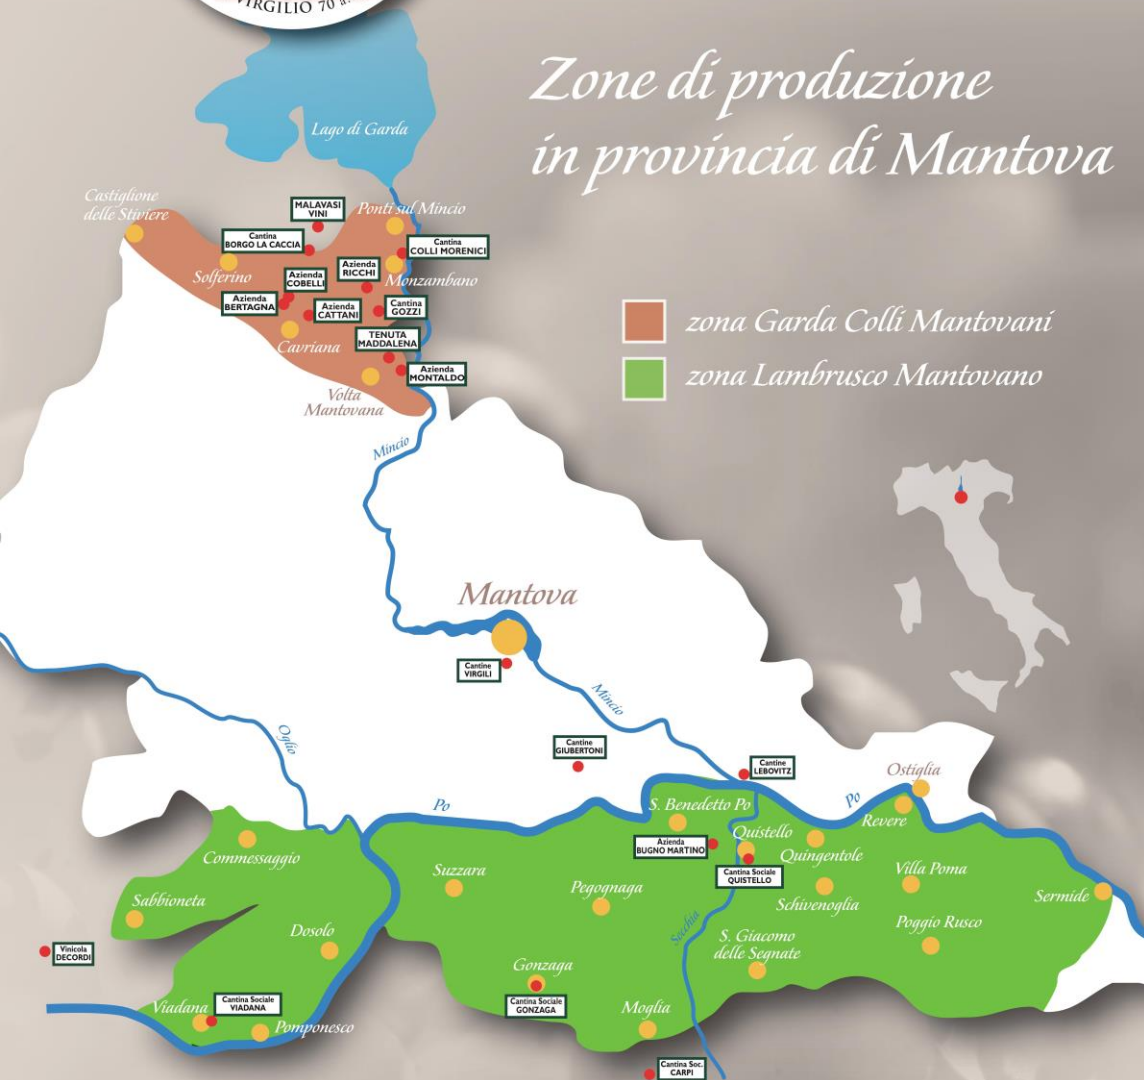 VIRGILIO 70 a.
Zone di produzione
in provincia di Mantova
Lago di Garda
Castiglione
delle Stiviere
MALAVASI
VINI
Ponti sul Mincio
Cantina
BORGO LA CACCIA
Cantina
COLLI MORENICI
Solferino
Azienda
RICCHI
Azienda
COBELLI
Monzambano
Azienda
BERTAGNA
Azienda
CATTANI
Cantina
GOZZI
Cavriana
TENUTA
MADDALENA
Azienda
MONTALDO
Volta
Mantovana
zona Garda Colli Mantovani
zona Lambrusco Mantovano
Mincio
Mantova
Cantine
VIRGILI
Mincio
Oglio
Cantine
GIUBERTONI
Cantine
LEBOVITZ
Ostiglia
Po
S. Benedetto Po
Po
Revere
Azienda
BUGNO MARTINO
Quistello
Quingentole
Commessaggio
Suzzara
Cantina Sociale
QUISTELLO
Villa Poma
Pegognaga
Schivenoglia
Sermide
Sabbioneta
Secchia
Poggio Rusco
Dosolo
S. Giacomo
delle Segnate
Vinicola
DECORDI
Gonzaga
Cantina Sociale
GONZAGA
Viadana
Cantina Sociale
VIADANA
Moglia
Pomponesco
Cantina Soc.
CARPI